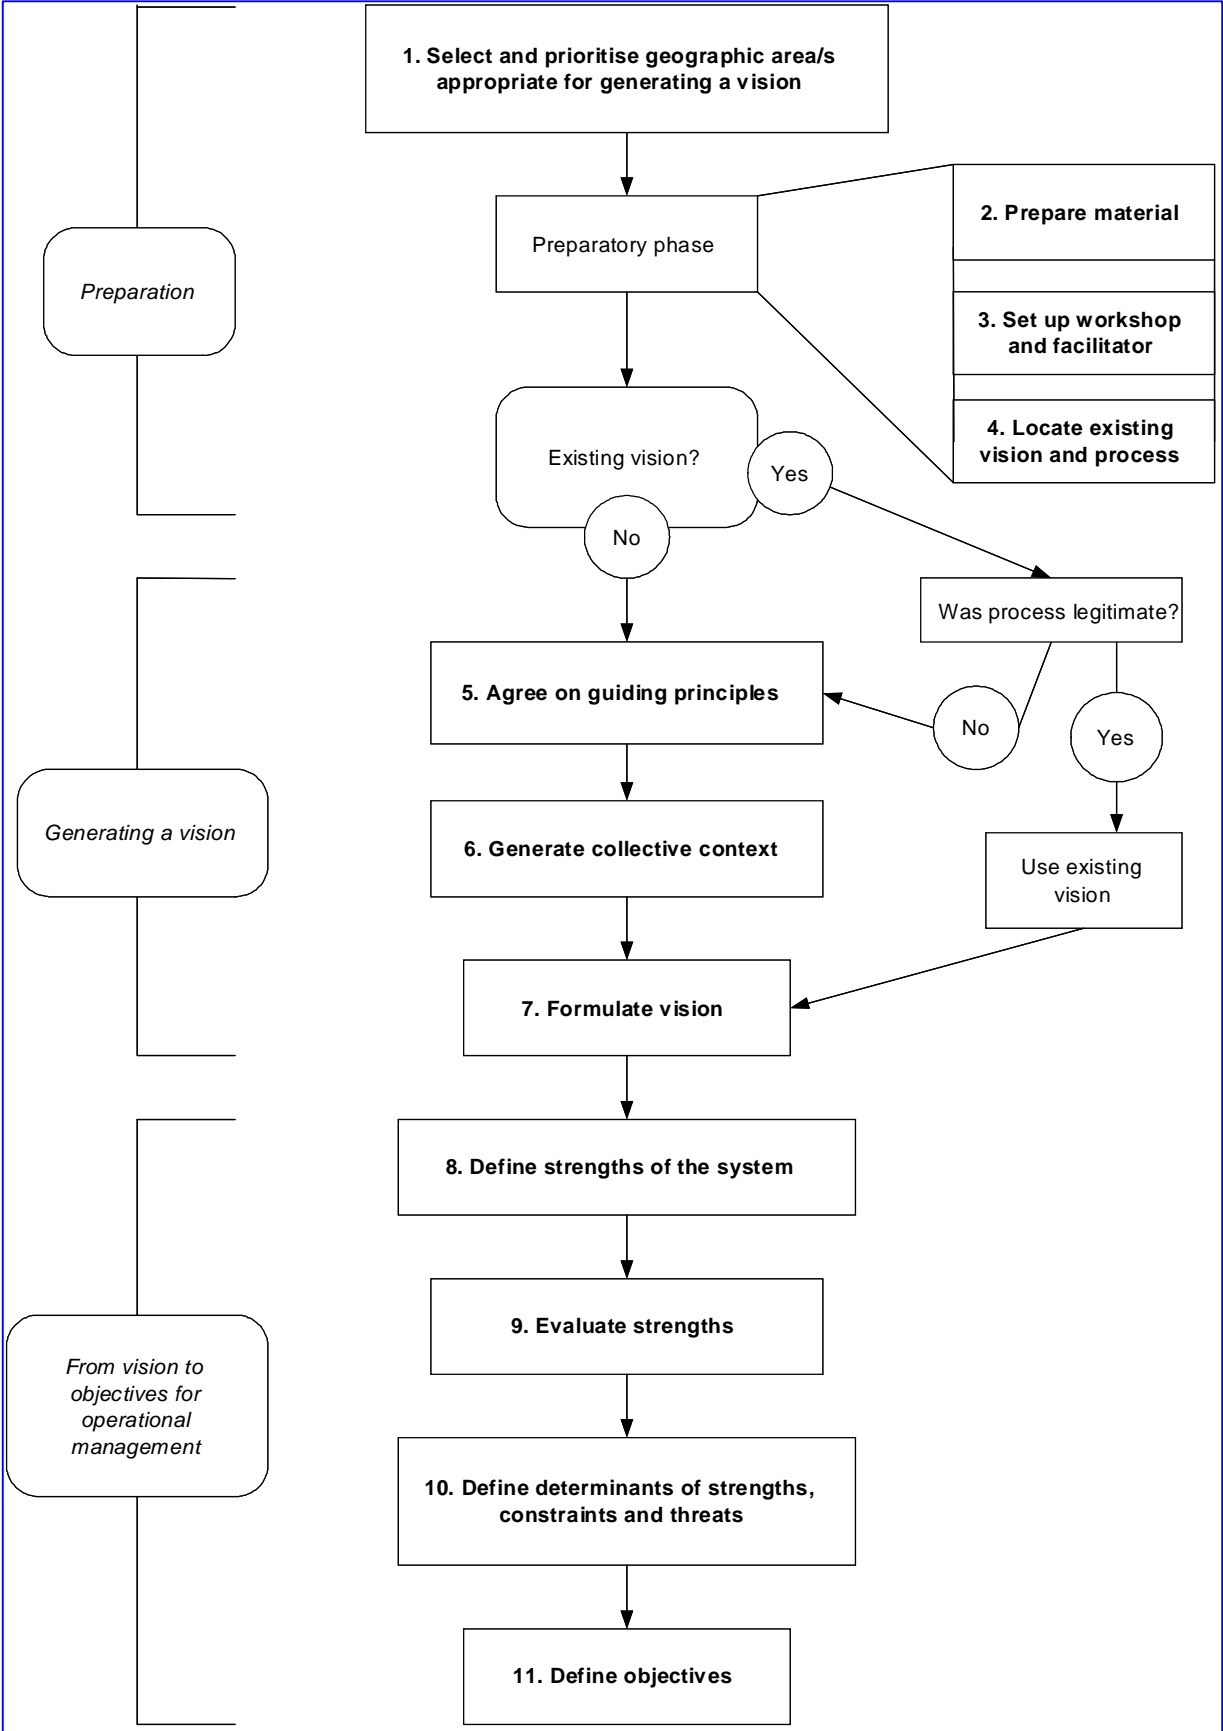 1. Select and prioritise geographic area/s
appropriate for generating a vision
Preparatory phase
2. Prepare material
3. Set up workshop
and facilitator
4. Locate existing
vision and process
Preparation
Existing vision?
Yes
No
Was process legitimate?
5. Agree on guiding principles
No
Yes
Generating a vision
6. Generate collective context
Use existing
vision
7. Formulate vision
8. Define strengths of the system
9. Evaluate strengths
From vision to
objectives for
operational
management
10. Define determinants of strengths,
constraints and threats
11. Define objectives